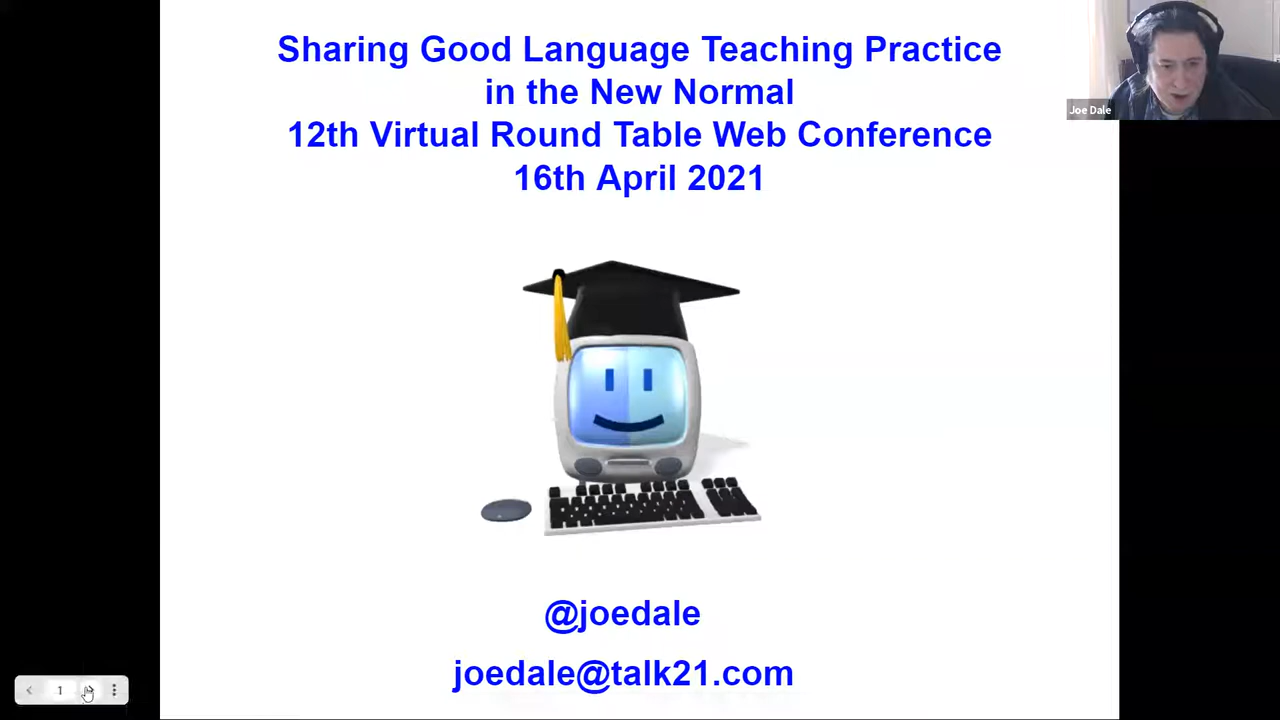 Sharing Good Language Teaching Practice
in the New Normal
12th Virtual Round Table Web Conference
16th April 2021
Joe Dale
@joedale
joedale@talk21.com
1